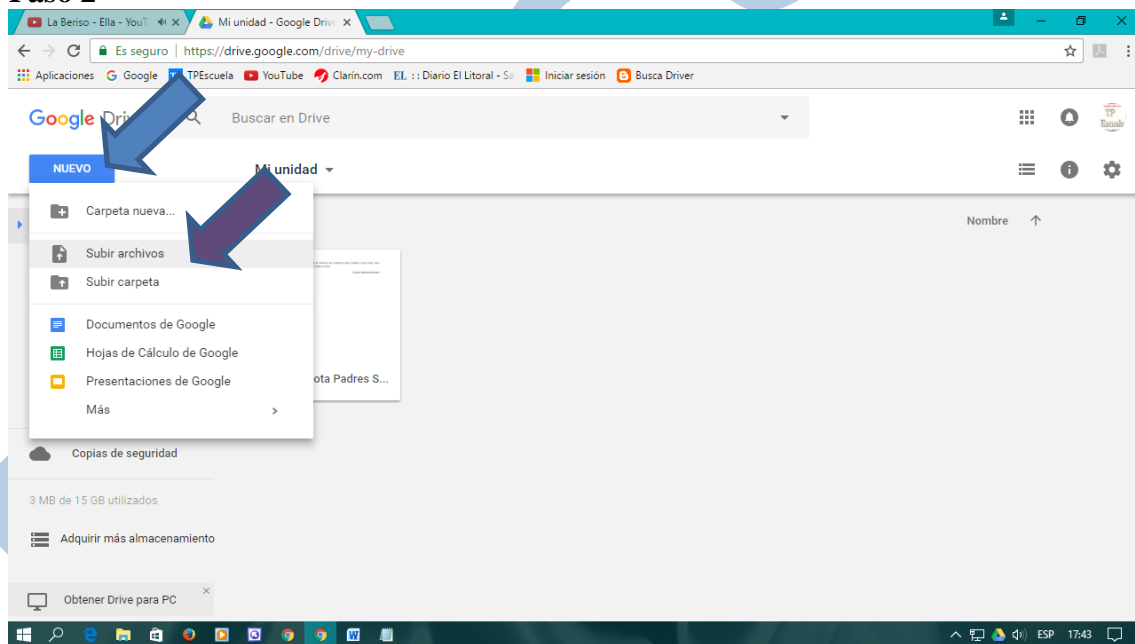 Paso 2
La Beriso - Ella - YouT
Mi unidad - Google Driv
Es seguro
https://drive.google.com/drive/my-drive
Aplicaciones
Google
TPEscuela
YouTube
Clarín.com
EL :: Diario El Litoral - Sa
Iniciar sesión
Busca Driver
Google
Buscar en Drive
TP
Escuela
NUEVO
Mi unidad
Carpeta nueva...
Nombre
Subir archivos
Subir carpeta
Documentos de Google
Hojas de Cálculo de Google
Presentaciones de Google
ota Padres S...
Más
Copias de seguridad
3 MB de 15 GB utilizados
Adquirir más almacenamiento
Obtener Drive para PC
ESP
17:43